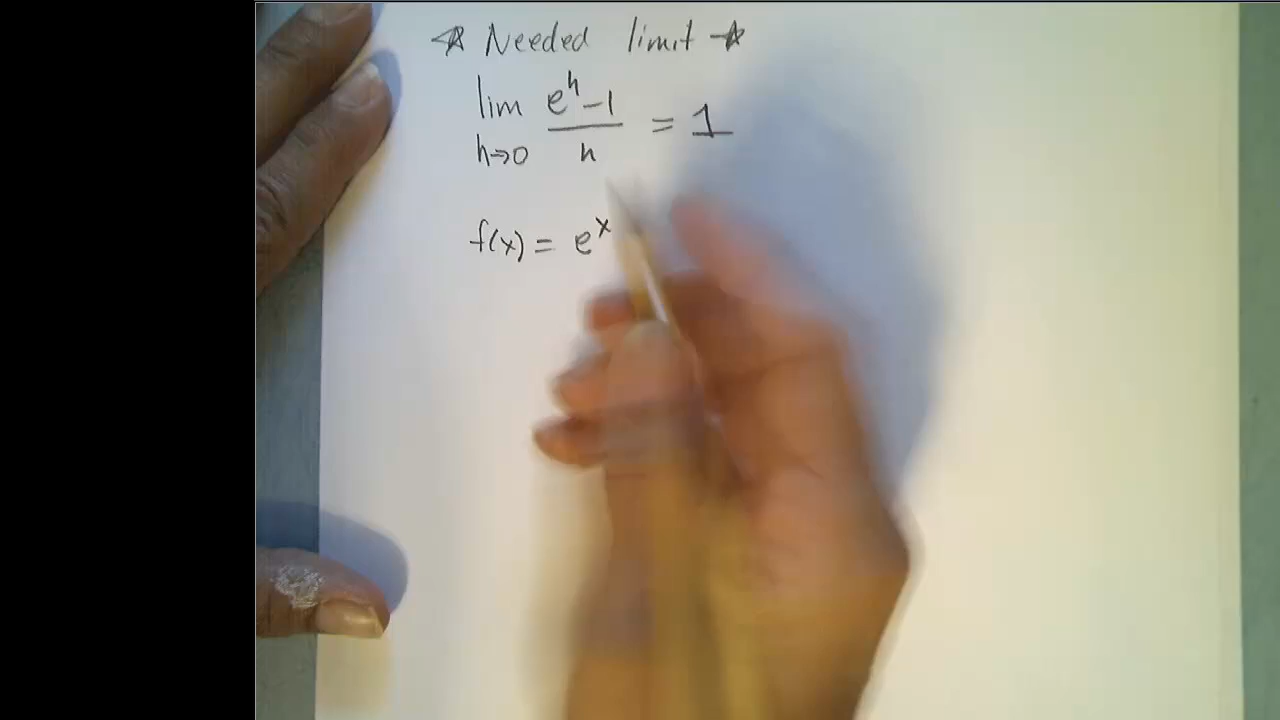 ☆ Needed limit ☆
lim e^h - 1 / h = 1
h→0
f(x) = e^x